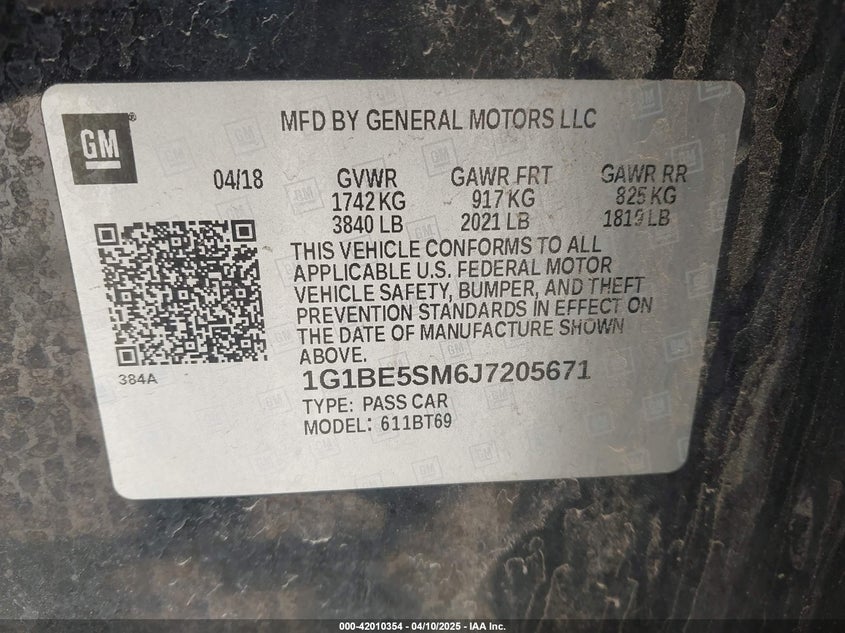 GM
MFD BY GENERAL MOTORS LLC
04/18 GVWR GAWR FRT GAWR RR
1742 KG 917 KG 825 KG
3840 LB 2021 LB 1819 LB
THIS VEHICLE CONFORMS TO ALL
APPLICABLE U.S. FEDERAL MOTOR
VEHICLE SAFETY, BUMPER, AND THEFT
PREVENTION STANDARDS IN EFFECT ON
THE DATE OF MANUFACTURE SHOWN
ABOVE.
384A
1G1BE5SM6J7205671
TYPE: PASS CAR
MODEL: 611BT69
000-42010354 - 04/10/2025 - IAA Inc.